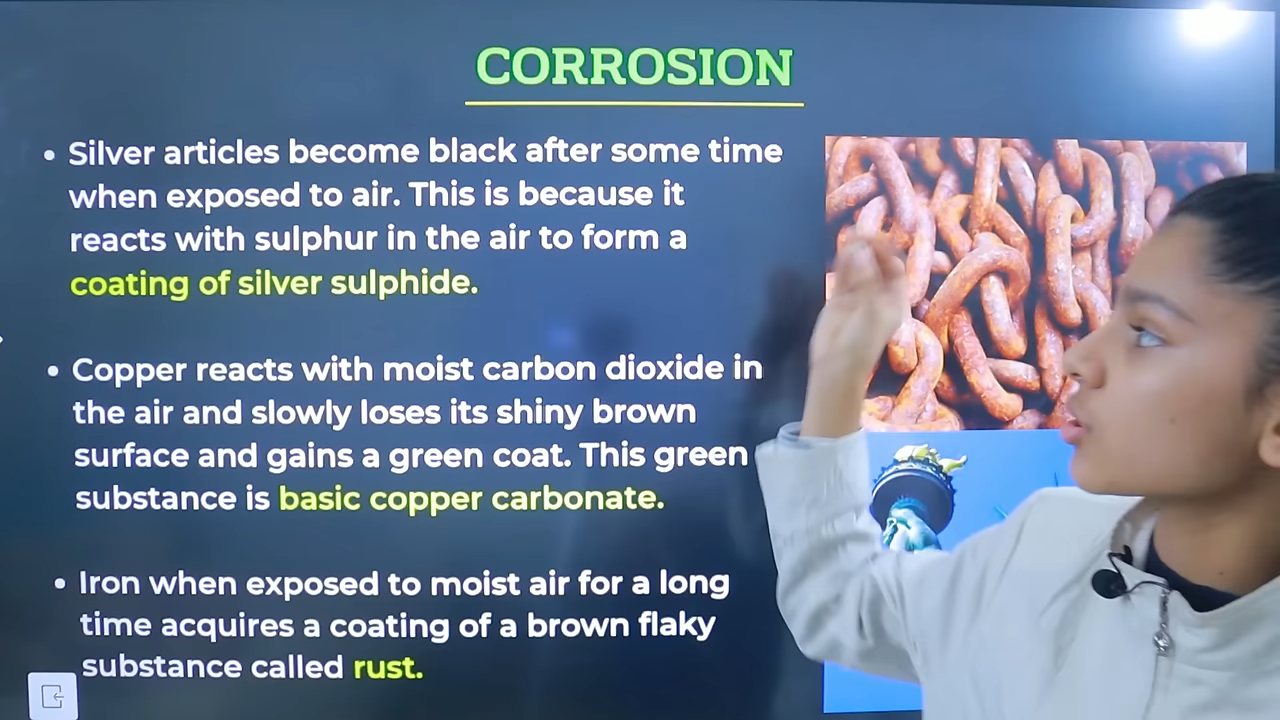 CORROSION
• Silver articles become black after some time
when exposed to air. This is because it
reacts with sulphur in the air to form a
coating of silver sulphide.
• Copper reacts with moist carbon dioxide in
the air and slowly loses its shiny brown
surface and gains a green coat. This green
substance is basic copper carbonate.
• Iron when exposed to moist air for a long
time acquires a coating of a brown flaky
substance called rust.